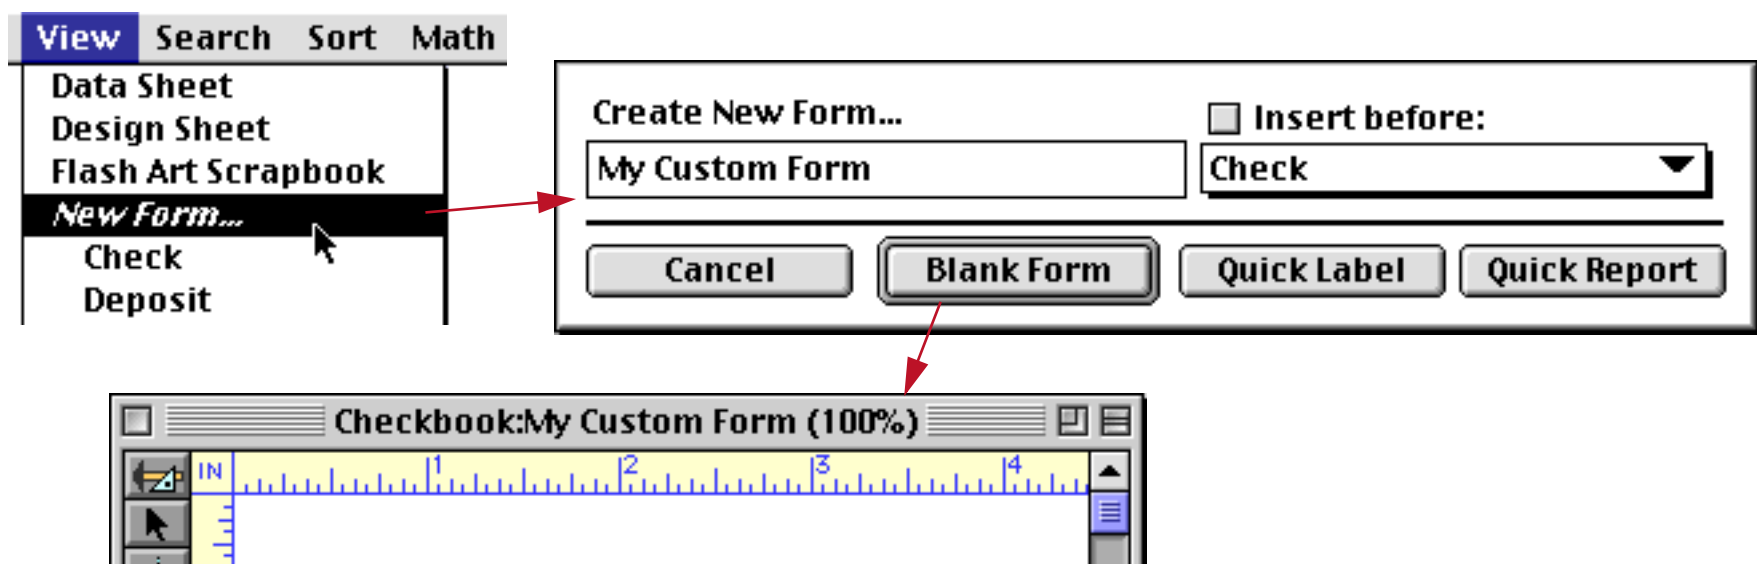 View Search Sort Math
Data Sheet
Design Sheet
Flash Art Scrapbook
New Form...
Check
Deposit
Create New Form...
Insert before:
My Custom Form
Check
Cancel
Blank Form
Quick Label
Quick Report
Checkbook:My Custom Form (100%)
IN 1 2 3 4